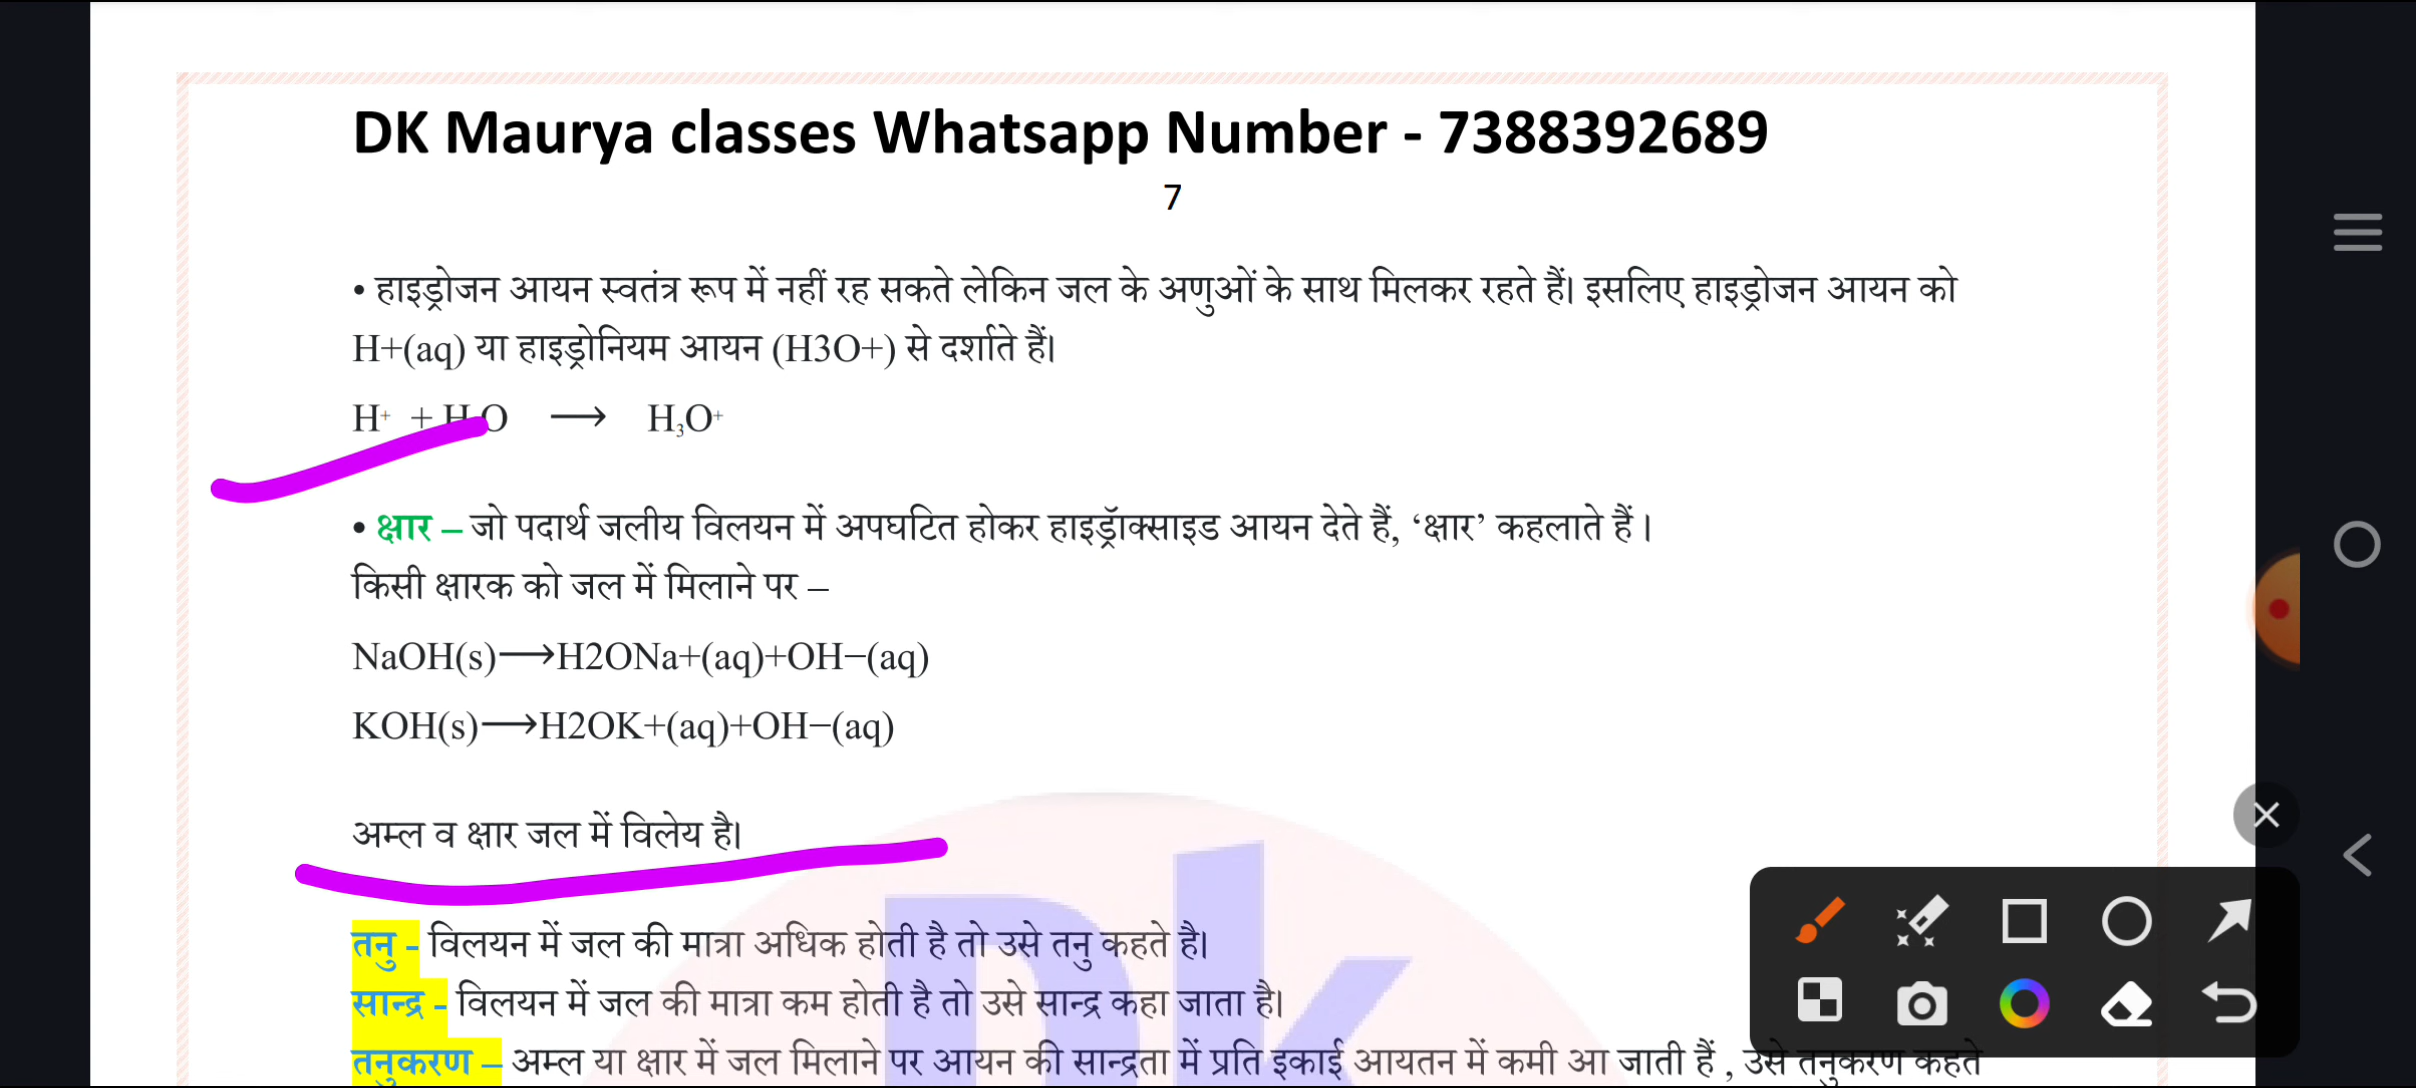 DK Maurya classes Whatsapp Number - 7388392689
7
• हाइड्रोजन आयन स्वतंत्र रूप में नहीं रह सकते लेकिन जल के अणुओं के साथ मिलकर रहते हैं। इसलिए हाइड्रोजन आयन को
H+(aq) या हाइड्रोनियम आयन (H3O+) से दर्शाते हैं।
H⁺ + H₂O ⟶ H₃O⁺
• क्षार – जो पदार्थ जलीय विलयन में अपघटित होकर हाइड्रॉक्साइड आयन देते हैं, ‘क्षार’ कहलाते हैं ।
किसी क्षारक को जल में मिलाने पर –
NaOH(s)⟶H2ONa+(aq)+OH−(aq)
KOH(s)⟶H2OK+(aq)+OH−(aq)
अम्ल व क्षार जल में विलेय है।
तनु - विलयन में जल की मात्रा अधिक होती है तो उसे तनु कहते है।
सान्द्र - विलयन में जल की मात्रा कम होती है तो उसे सान्द्र कहा जाता है।
तनुकरण – अम्ल या क्षार में जल मिलाने पर आयन की सान्द्रता में प्रति इकाई आयतन में कमी आ जाती हैं , उसे तनुकरण कहते
Dk